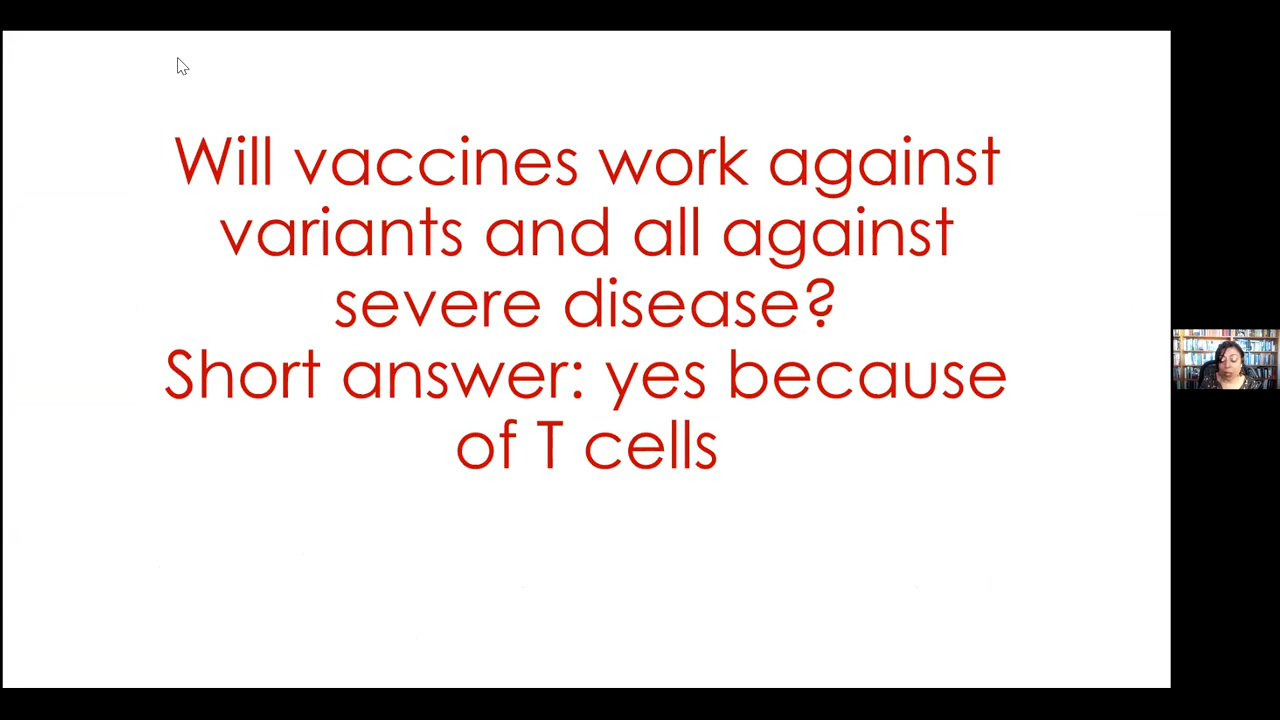 Will vaccines work against
variants and all against
severe disease?
Short answer: yes because
of T cells